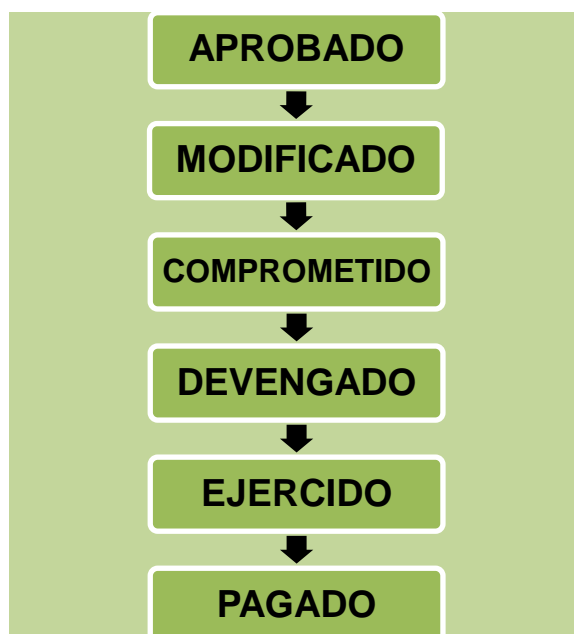 APROBADO
MODIFICADO
COMPROMETIDO
DEVENGADO
EJERCIDO
PAGADO